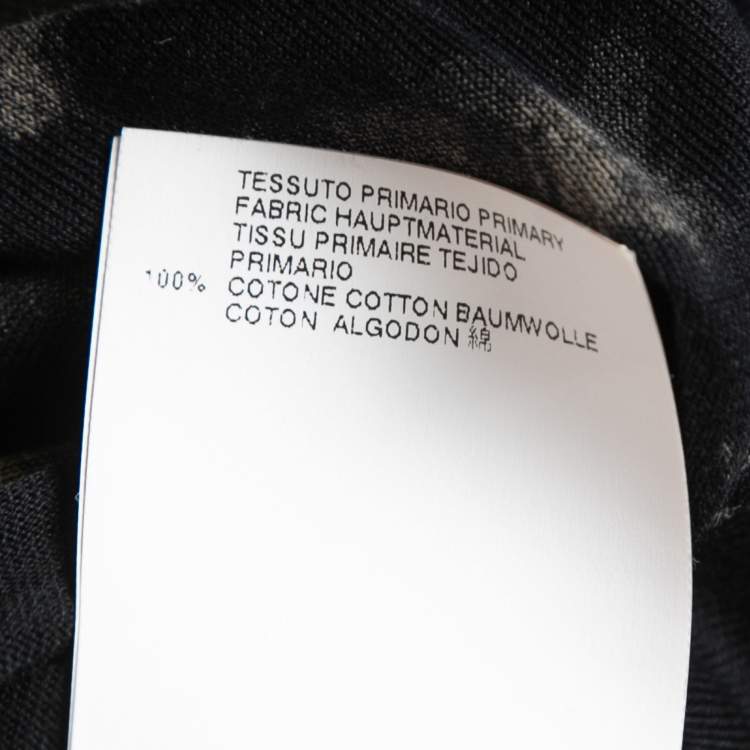 TESSUTO PRIMARIO PRIMARY
FABRIC HAUPTMATERIAL
TISSU PRIMAIRE TEJIDO
PRIMARIO
100% COTONE COTTON BAUMWOLLE
COTON ALGODON 綿